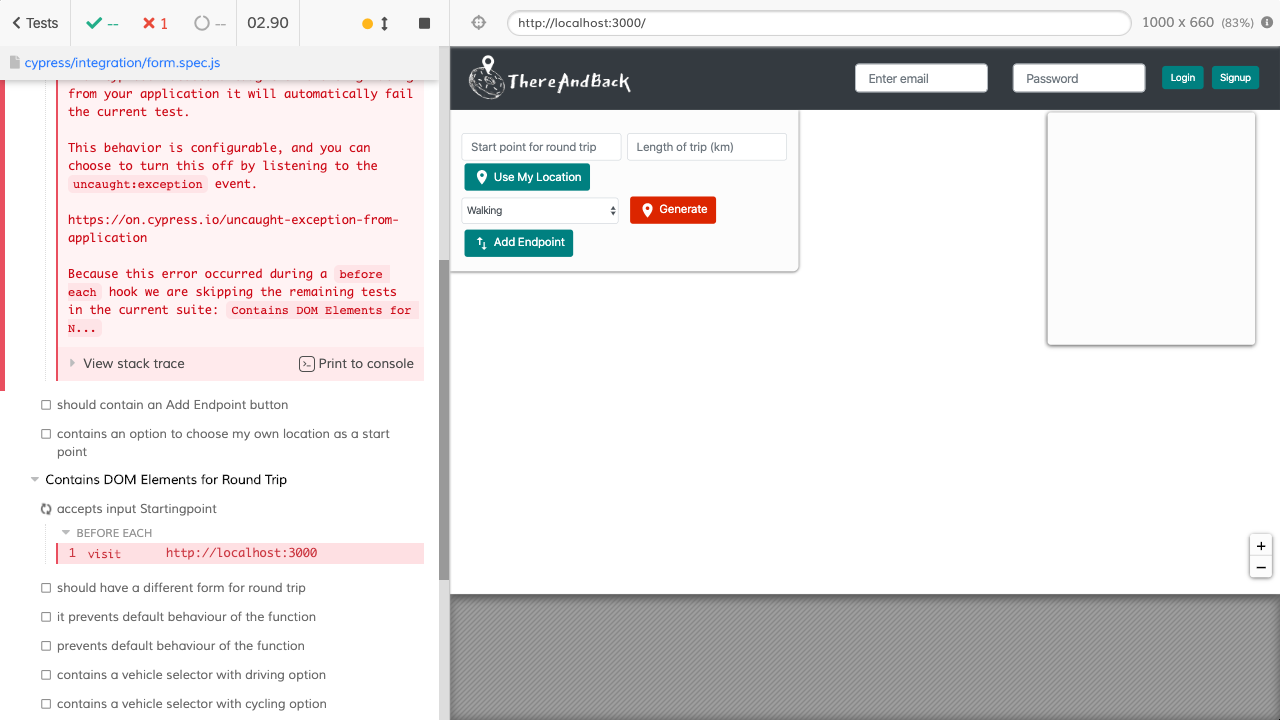 Tests
--
1
--
02.90
http://localhost:3000/
1000 x 660 (83%)
cypress/integration/form.spec.js
from your application it will automatically fail
the current test.
This behavior is configurable, and you can
choose to turn this off by listening to the
uncaught:exception event.
https://on.cypress.io/uncaught-exception-from-
application
Because this error occurred during a before
each hook we are skipping the remaining tests
in the current suite: Contains DOM Elements for
N...
View stack trace
Print to console
should contain an Add Endpoint button
contains an option to choose my own location as a start
point
Contains DOM Elements for Round Trip
accepts input Startingpoint
BEFORE EACH
1 visit http://localhost:3000
should have a different form for round trip
it prevents default behaviour of the function
prevents default behaviour of the function
contains a vehicle selector with driving option
contains a vehicle selector with cycling option
ThereAndBack
Enter email
Password
Login
Signup
Start point for round trip
Length of trip (km)
Use My Location
Walking
Generate
Add Endpoint
+
−